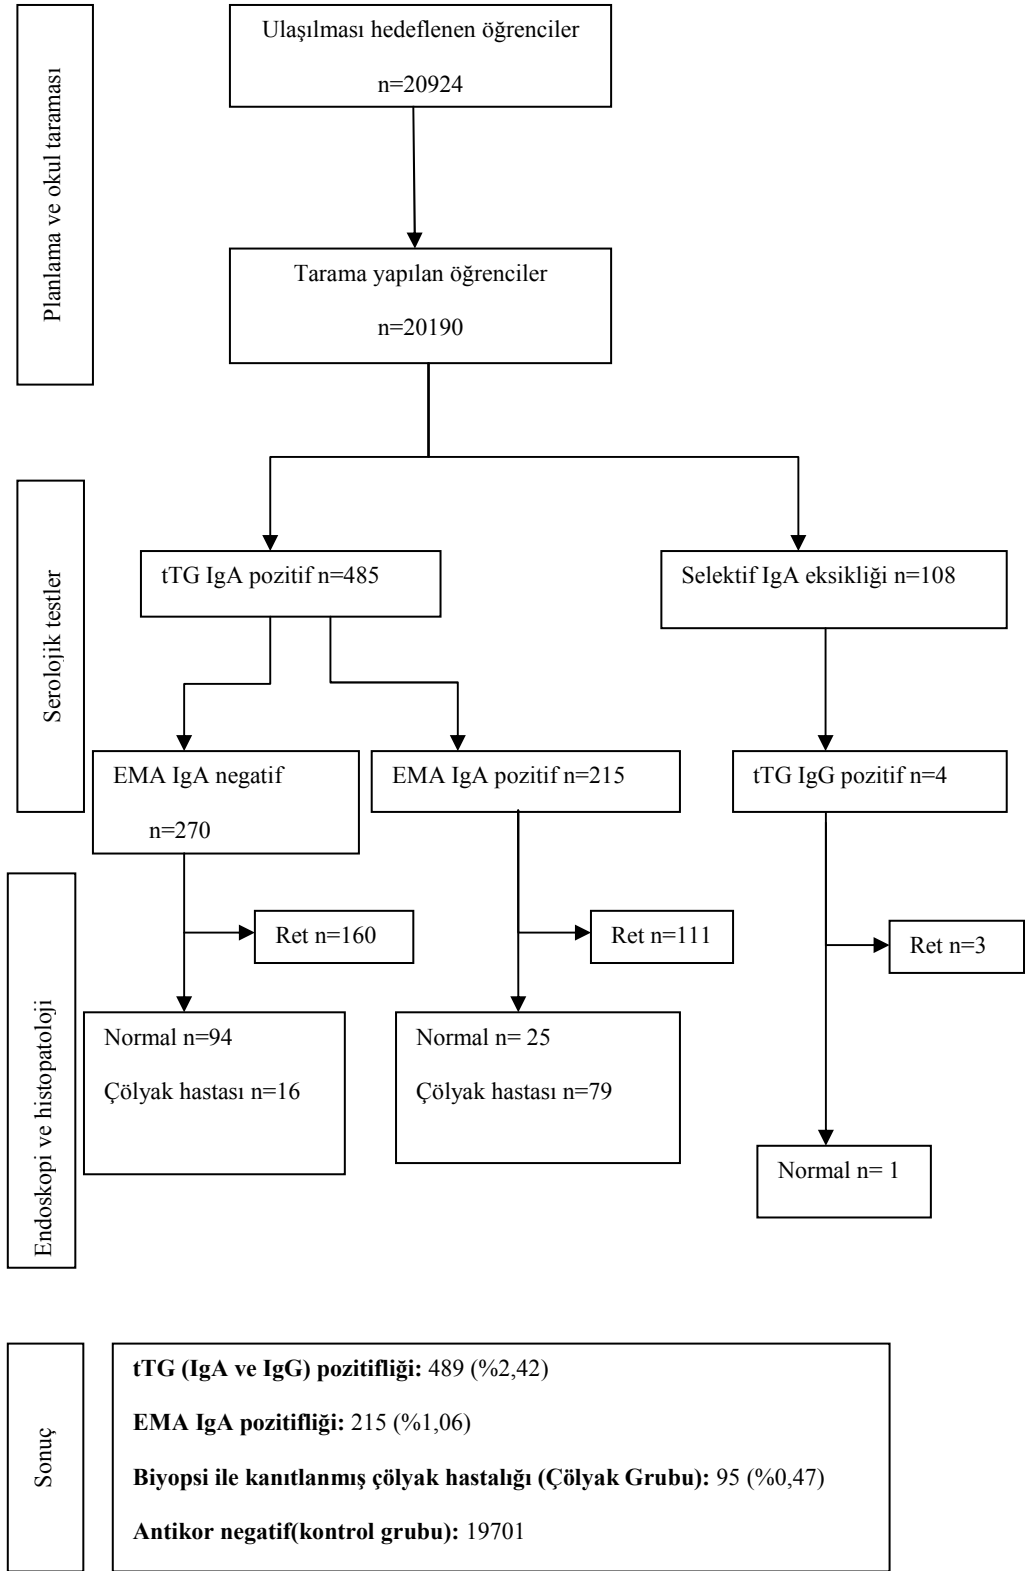 Planlama ve okul taraması
Ulaşılması hedeflenen öğrenciler
n=20924
Tarama yapılan öğrenciler
n=20190
Serolojik testler
tTG IgA pozitif n=485
Selektif IgA eksikliği n=108
EMA IgA negatif
n=270
EMA IgA pozitif n=215
tTG IgG pozitif n=4
Endoskopi ve histopatoloji
Ret n=160
Ret n=111
Ret n=3
Normal n=94
Çölyak hastası n=16
Normal n= 25
Çölyak hastası n=79
Normal n= 1
Sonuç
tTG (IgA ve IgG) pozitifliği: 489 (%2,42)
EMA IgA pozitifliği: 215 (%1,06)
Biyopsi ile kanıtlanmış çölyak hastalığı (Çölyak Grubu): 95 (%0,47)
Antikor negatif(kontrol grubu): 19701